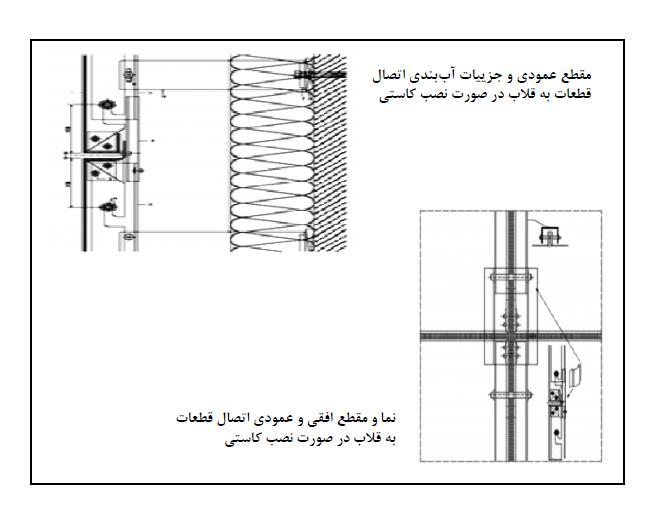 مقطع عمودی و جزییات آب‌بندی اتصال
قطعات به قلاب در صورت نصب کاستی
نما و مقطع افقی و عمودی اتصال قطعات
به قلاب در صورت نصب کاستی